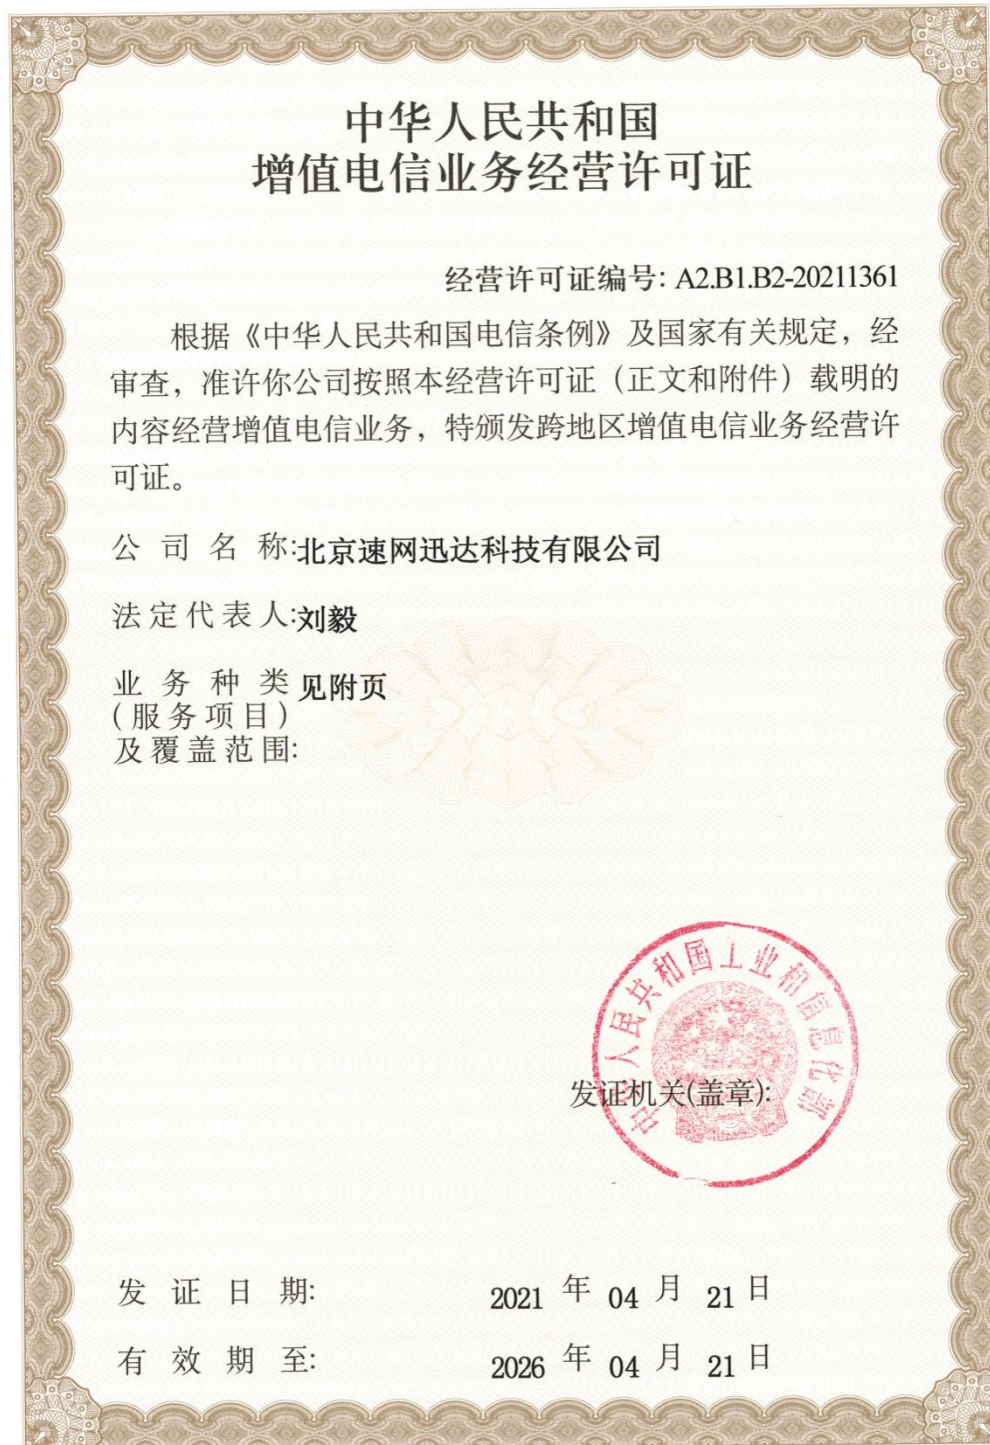 中华人民共和国
增值电信业务经营许可证
经营许可证编号: A2.B1.B2-20211361
根据《中华人民共和国电信条例》及国家有关规定，经
审查，准许你公司按照本经营许可证（正文和附件）载明的
内容经营增值电信业务，特颁发跨地区增值电信业务经营许
可证。
公司名称:北京速网迅达科技有限公司
法定代表人:刘毅
业务种类 见附页
(服务项目)
及覆盖范围:
中华人民共和国工业和信息化部
发证机关(盖章):
发证日期: 2021 年 04 月 21 日
有效期至: 2026 年 04 月 21 日